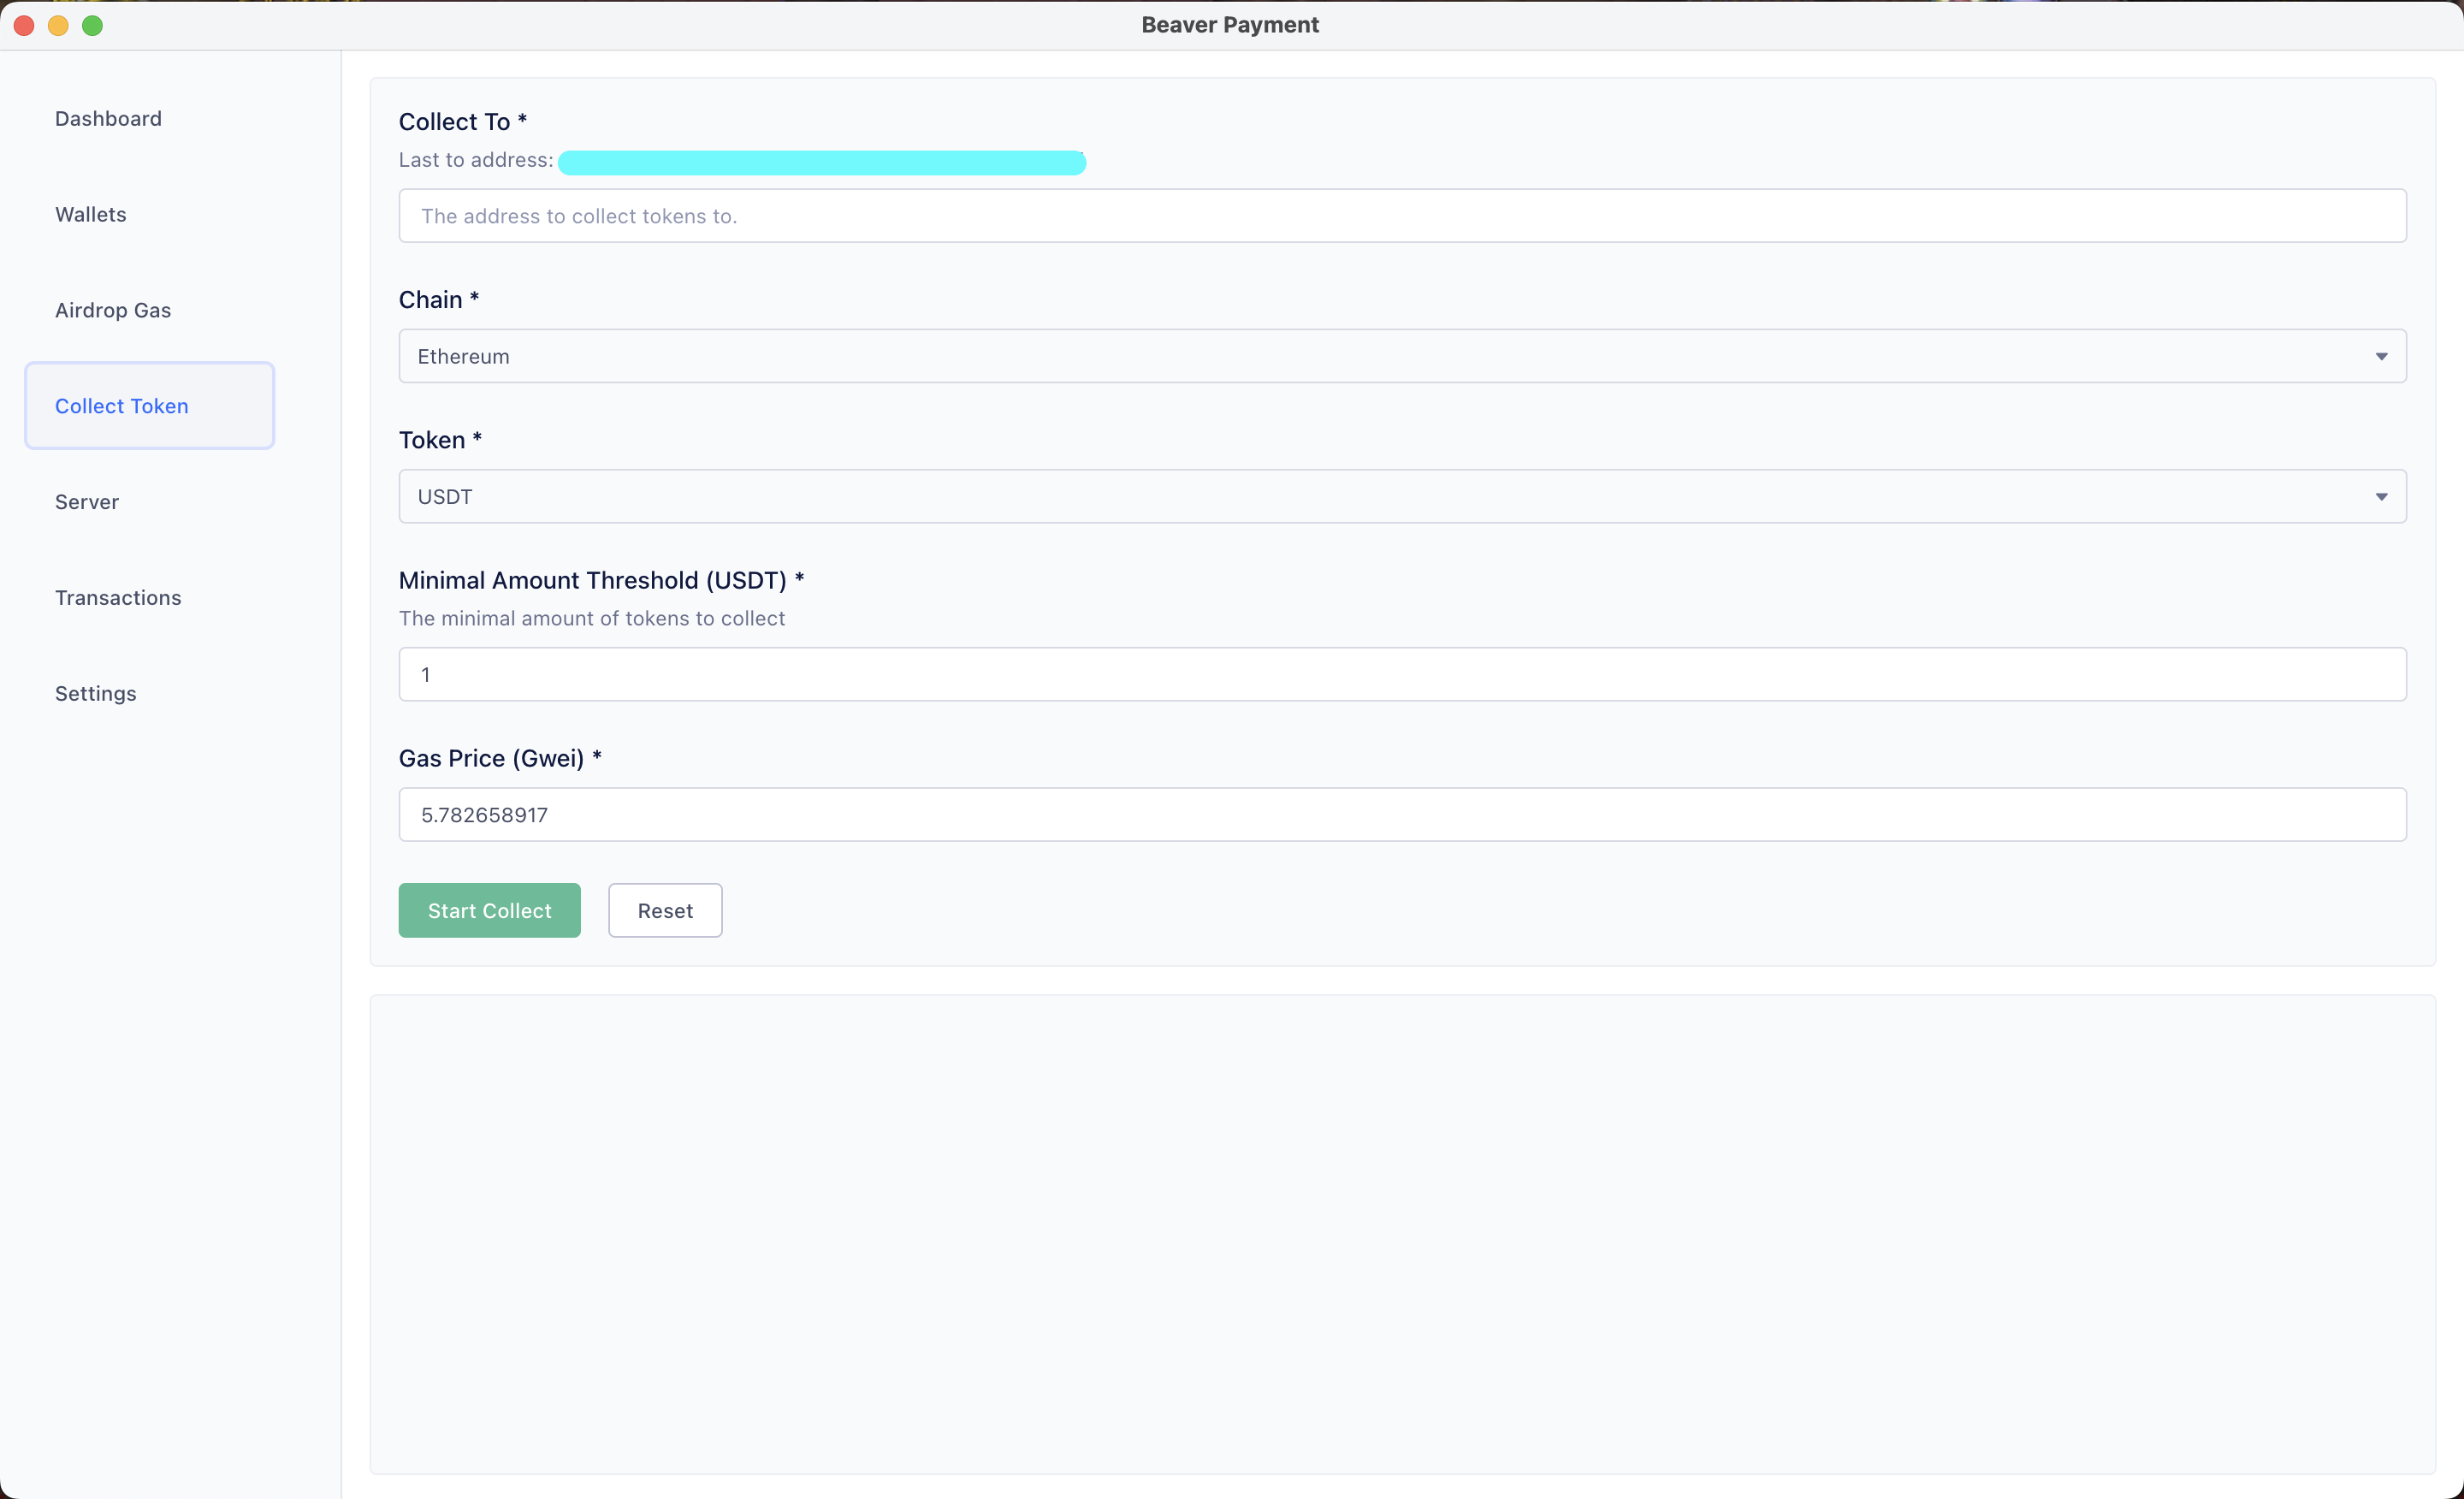 Beaver Payment
Dashboard
Wallets
Airdrop Gas
Collect Token
Server
Transactions
Settings
Collect To *
Last to address:
The address to collect tokens to.
Chain *
Ethereum
Token *
USDT
Minimal Amount Threshold (USDT) *
The minimal amount of tokens to collect
1
Gas Price (Gwei) *
5.782658917
Start Collect
Reset